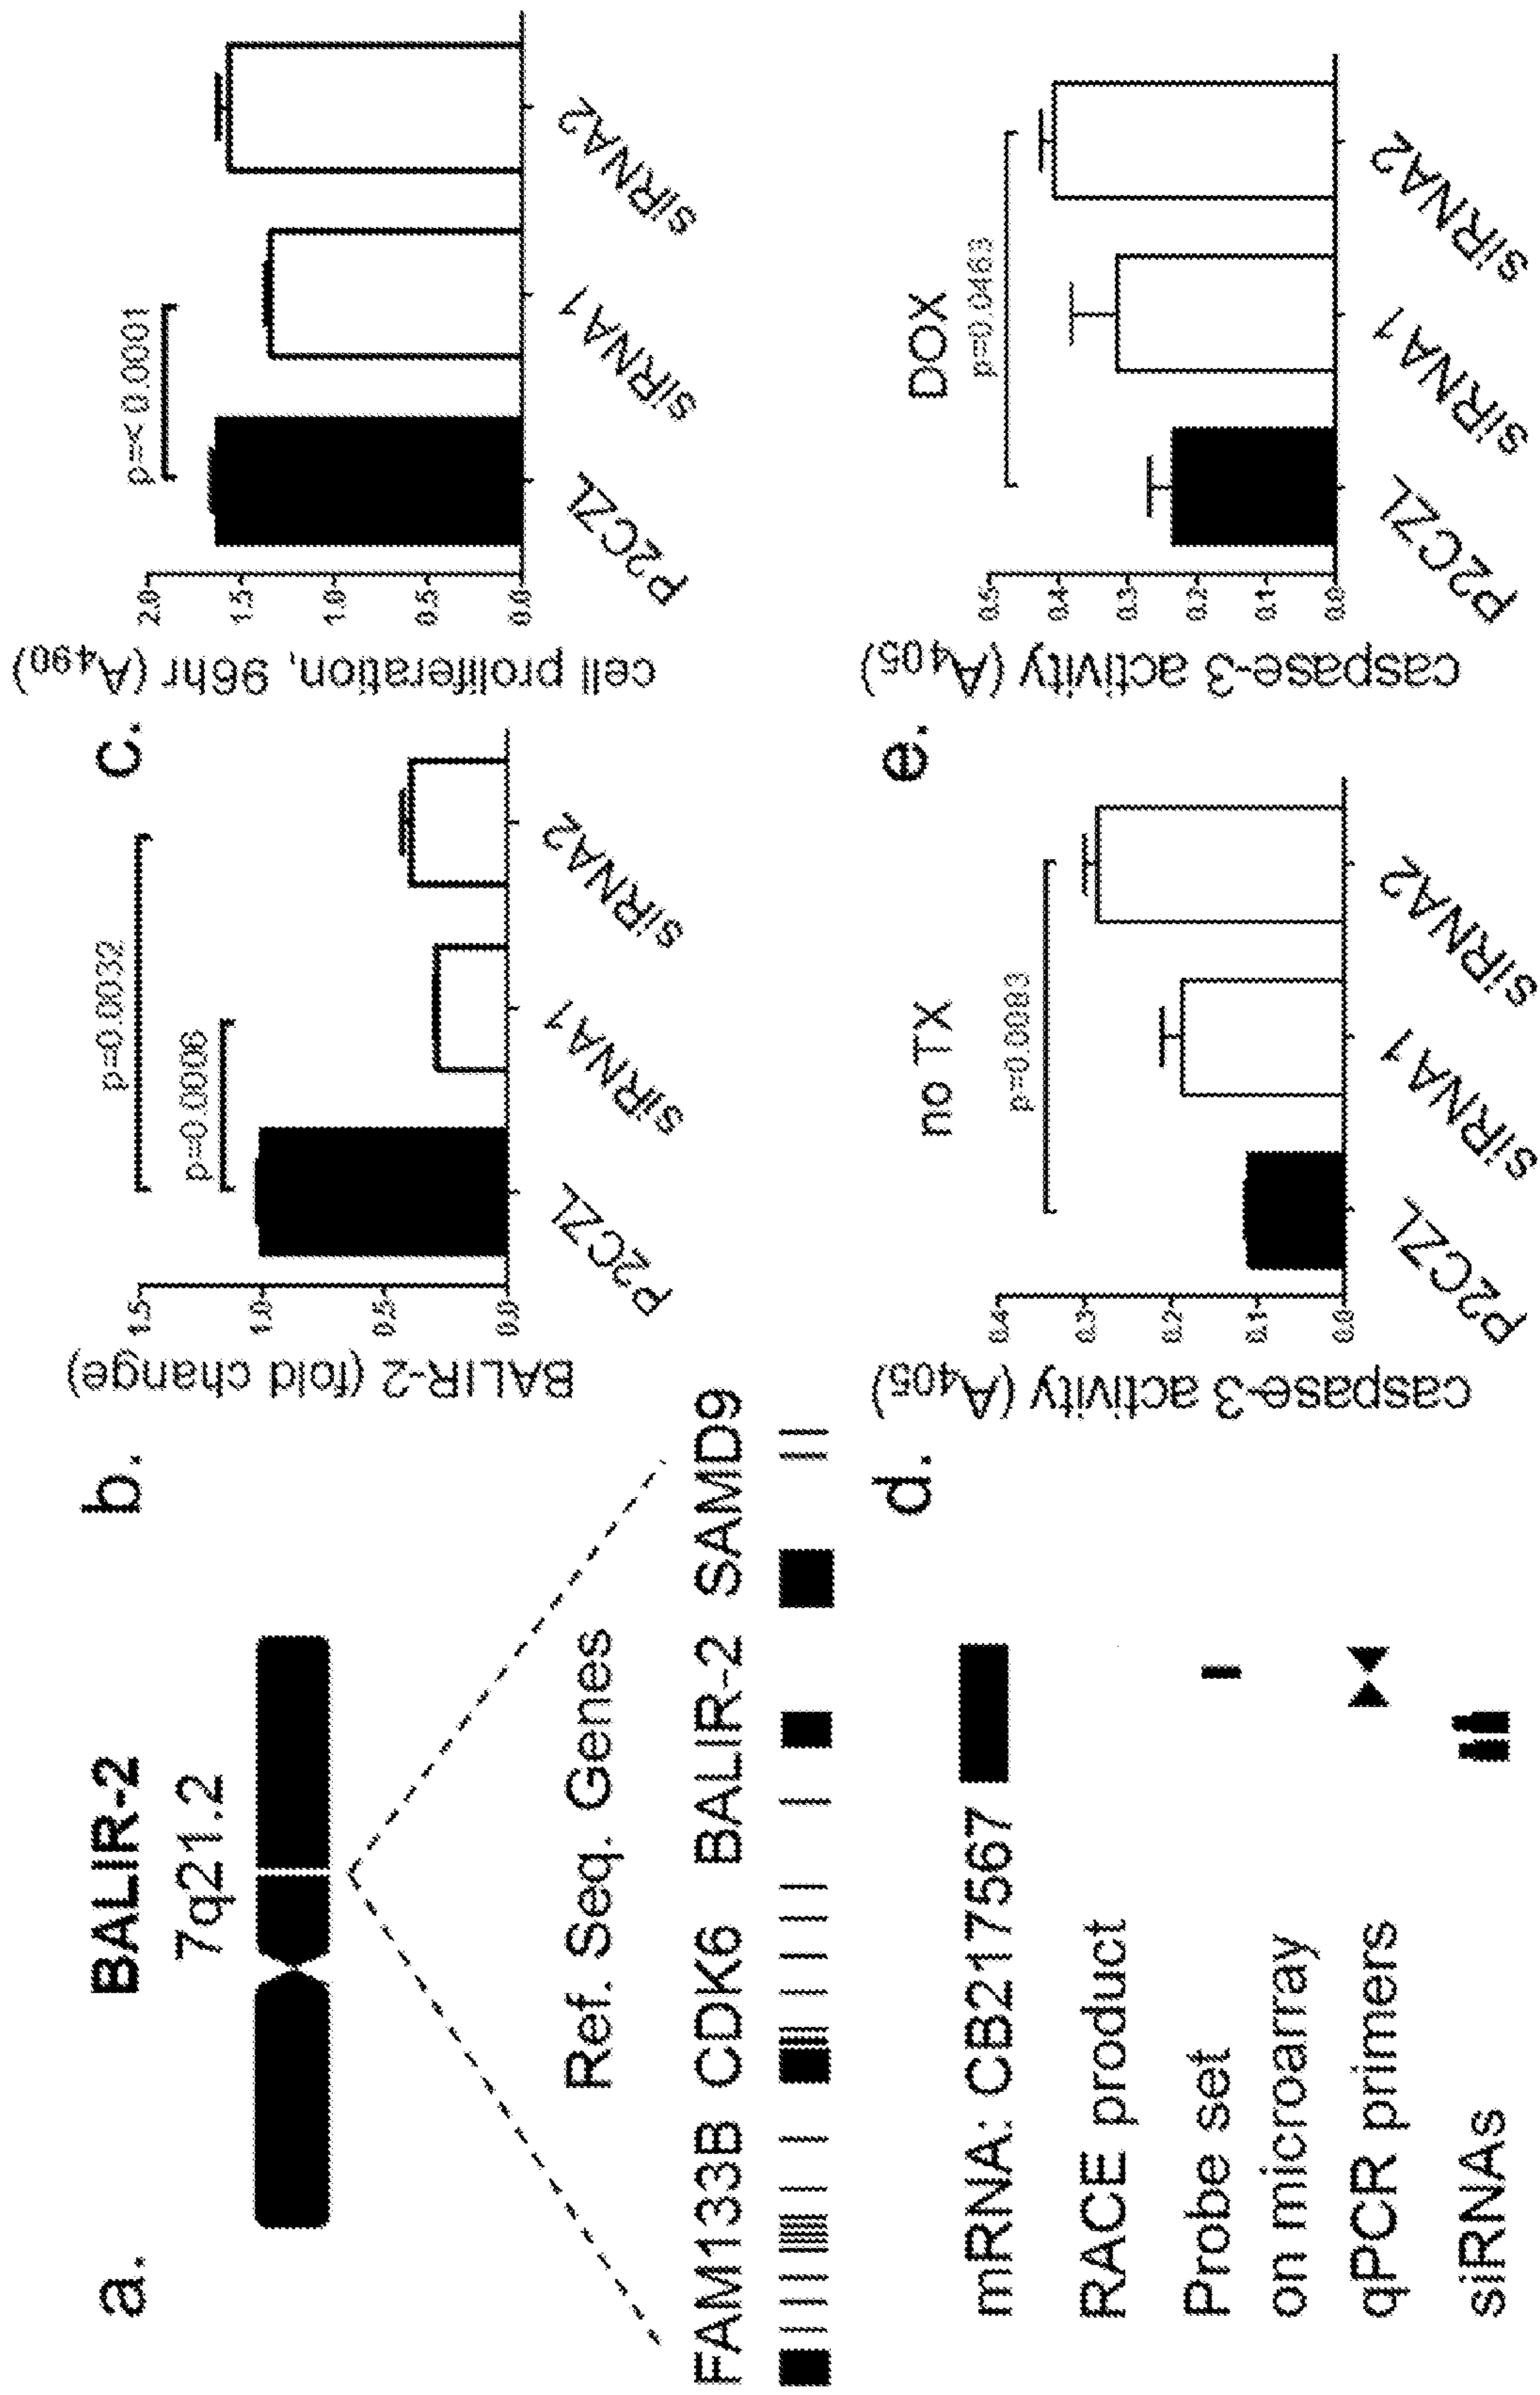 a.
BALIR-2
7q21.2
Ref. Seq. Genes
FAM133B CDK6 BALIR-2 SAMD9
mRNA: CB217567
RACE product
Probe set
on microarray
qPCR primers
siRNAs
b.
BALIR-2 (fold change)
1.5
1.0
0.5
0.0
p=0.0032
p=0.0006
P2CZL
siRNA1
siRNA2
c.
cell proliferation, 96hr (A490)
2.0
1.5
1.0
0.5
0.0
p=<0.0001
P2CZL
siRNA1
siRNA2
d.
no TX
caspase-3 activity (A405)
0.4
0.3
0.2
0.1
0.0
p=0.0083
P2CZL
siRNA1
siRNA2
e.
DOX
caspase-3 activity (A405)
0.5
0.4
0.3
0.2
0.1
0.0
p=0.0463
P2CZL
siRNA1
siRNA2